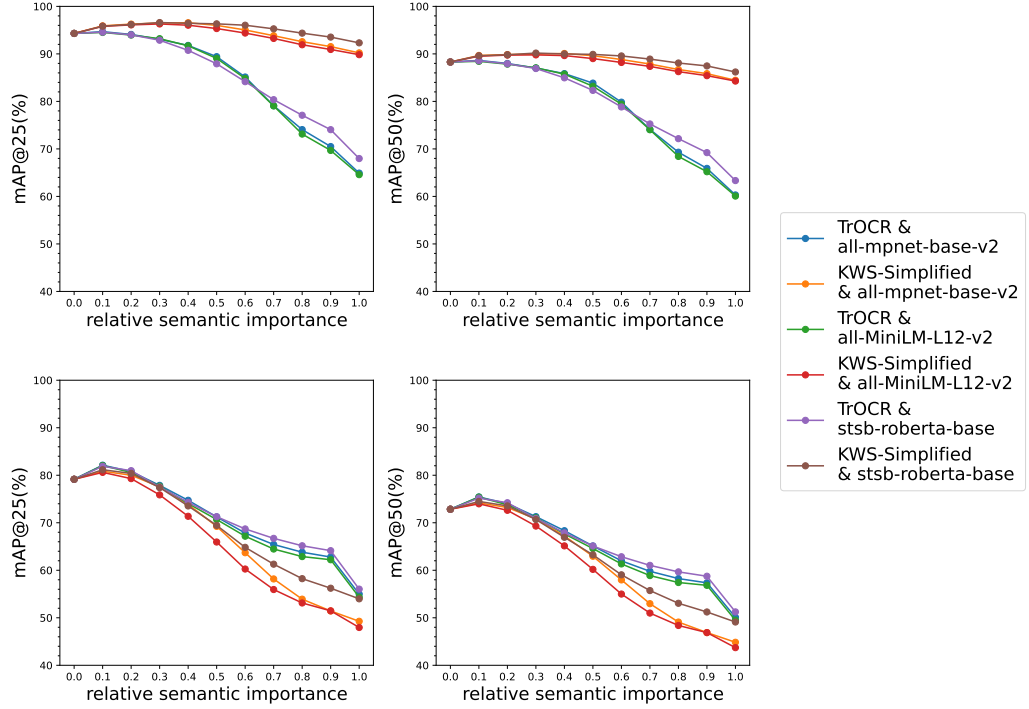 100
90
80
70
60
50
40
mAP@25(%)
0.0 0.1 0.2 0.3 0.4 0.5 0.6 0.7 0.8 0.9 1.0
relative semantic importance
100
90
80
70
60
50
40
mAP@50(%)
0.0 0.1 0.2 0.3 0.4 0.5 0.6 0.7 0.8 0.9 1.0
relative semantic importance
TrOCR &
all-mpnet-base-v2
KWS-Simplified
& all-mpnet-base-v2
TrOCR &
all-MiniLM-L12-v2
KWS-Simplified
& all-MiniLM-L12-v2
TrOCR &
stsb-roberta-base
KWS-Simplified
& stsb-roberta-base
100
90
80
70
60
50
40
mAP@25(%)
0.0 0.1 0.2 0.3 0.4 0.5 0.6 0.7 0.8 0.9 1.0
relative semantic importance
100
90
80
70
60
50
40
mAP@50(%)
0.0 0.1 0.2 0.3 0.4 0.5 0.6 0.7 0.8 0.9 1.0
relative semantic importance